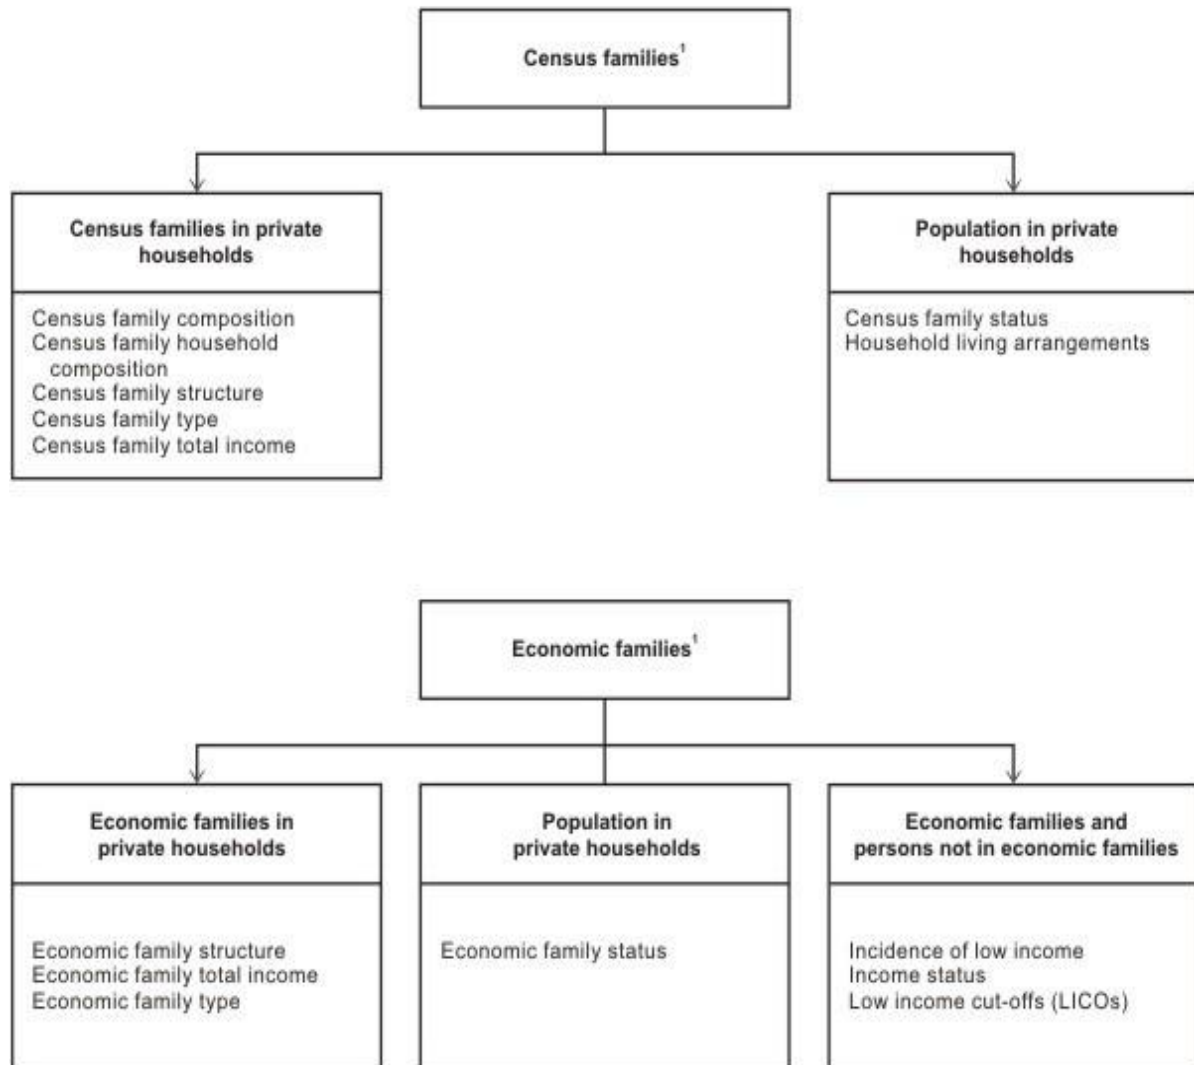 Census families¹
Census families in private
households
Census family composition
Census family household
composition
Census family structure
Census family type
Census family total income
Population in private
households
Census family status
Household living arrangements
Economic families¹
Economic families in
private households
Economic family structure
Economic family total income
Economic family type
Population in
private households
Economic family status
Economic families and
persons not in economic families
Incidence of low income
Income status
Low income cut-offs (LICOs)